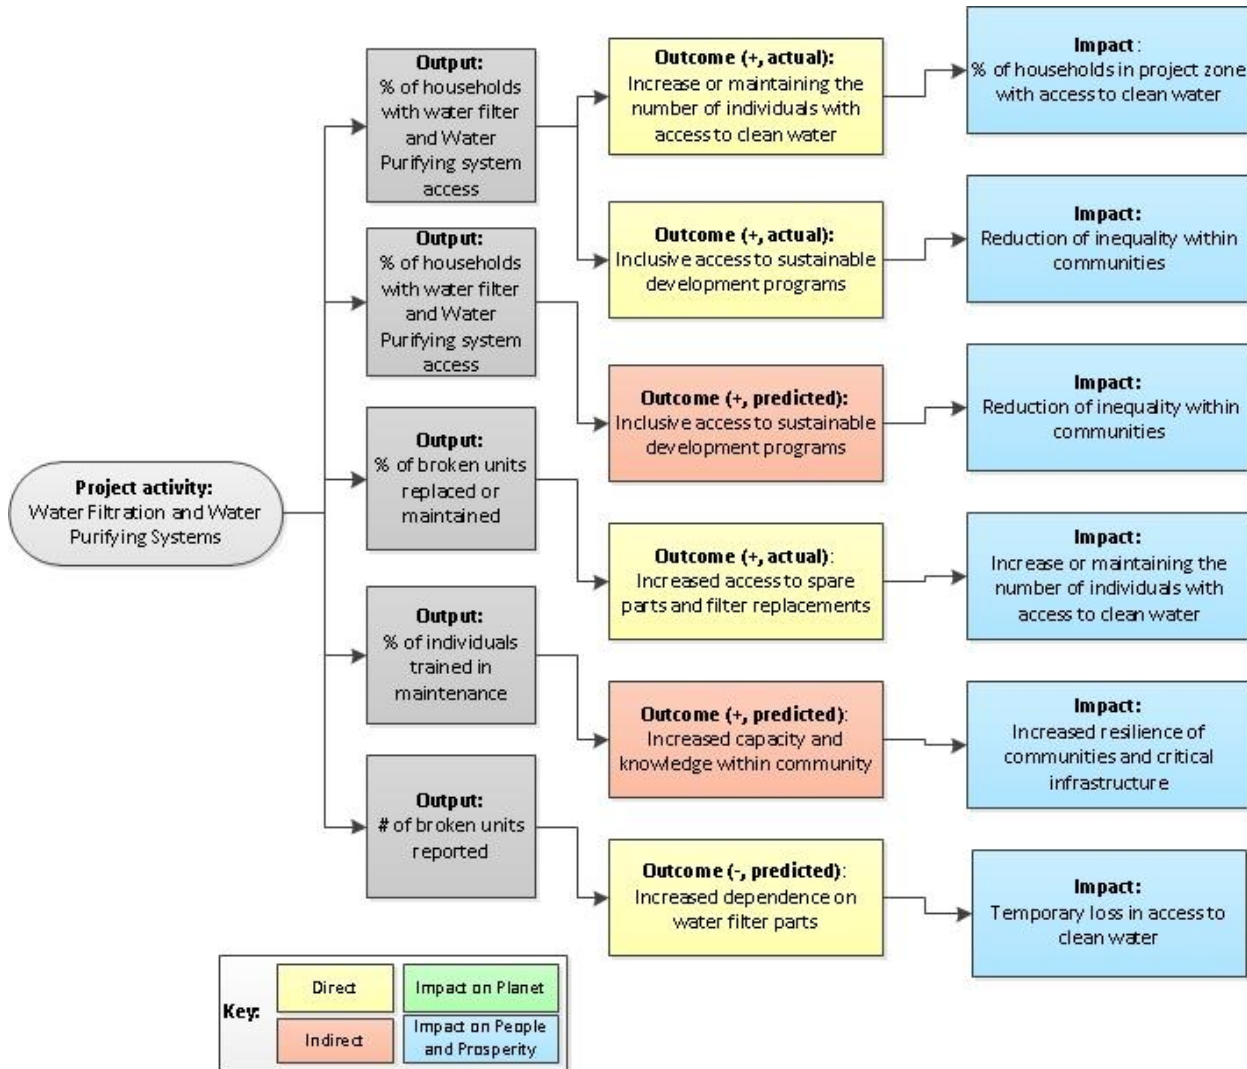 Project activity:
Water Filtration and Water
Purifying Systems
Output:
% of households
with water filter
and Water
Purifying system
access
Output:
% of households
with water filter
and Water
Purifying system
access
Output:
% of broken units
replaced or
maintained
Output:
% of individuals
trained in
maintenance
Output:
# of broken units
reported
Outcome (+, actual):
Increase or maintaining the
number of individuals with
access to clean water
Outcome (+, actual):
Inclusive access to sustainable
development programs
Outcome (+, predicted):
Inclusive access to sustainable
development programs
Outcome (+, actual):
Increased access to spare
parts and filter replacements
Outcome (+, predicted):
Increased capacity and
knowledge within community
Outcome (-, predicted):
Increased dependence on
water filter parts
Impact :
% of households in project zone
with access to clean water
Impact:
Reduction of inequality within
communities
Impact:
Reduction of inequality within
communities
Impact:
Increase or maintaining the
number of individuals with
access to clean water
Impact:
Increased resilience of
communities and critical
infrastructure
Impact:
Temporary loss in access to
clean water
Key:
Direct
Impact on Planet
Indirect
Impact on People
and Prosperity